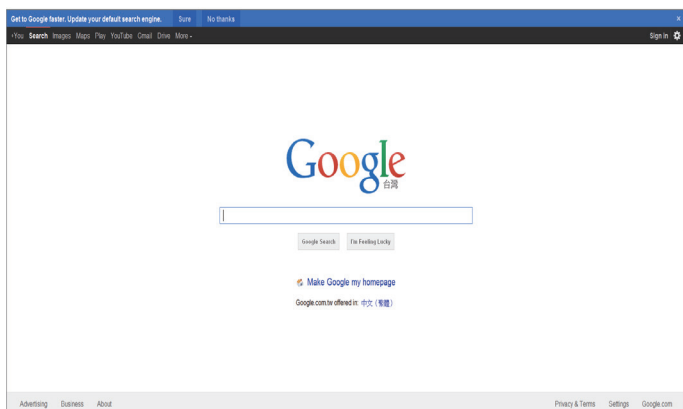 Get to Google faster. Update your default search engine. Sure No thanks ×
+You Search Images Maps Play YouTube Gmail Drive More Sign in
Google
台灣
Google Search I'm Feeling Lucky
Make Google my homepage
Google.com.tw offered in: 中文（繁體）
Advertising Business About Privacy & Terms Settings Google.com